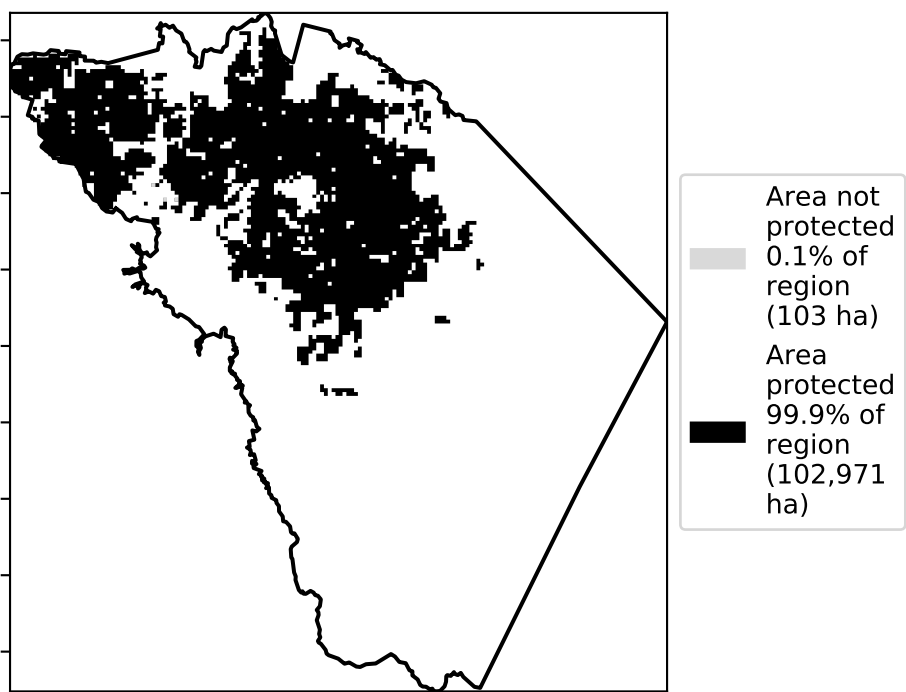 Area not
protected
0.1% of
region
(103 ha)
Area
protected
99.9% of
region
(102,971
ha)